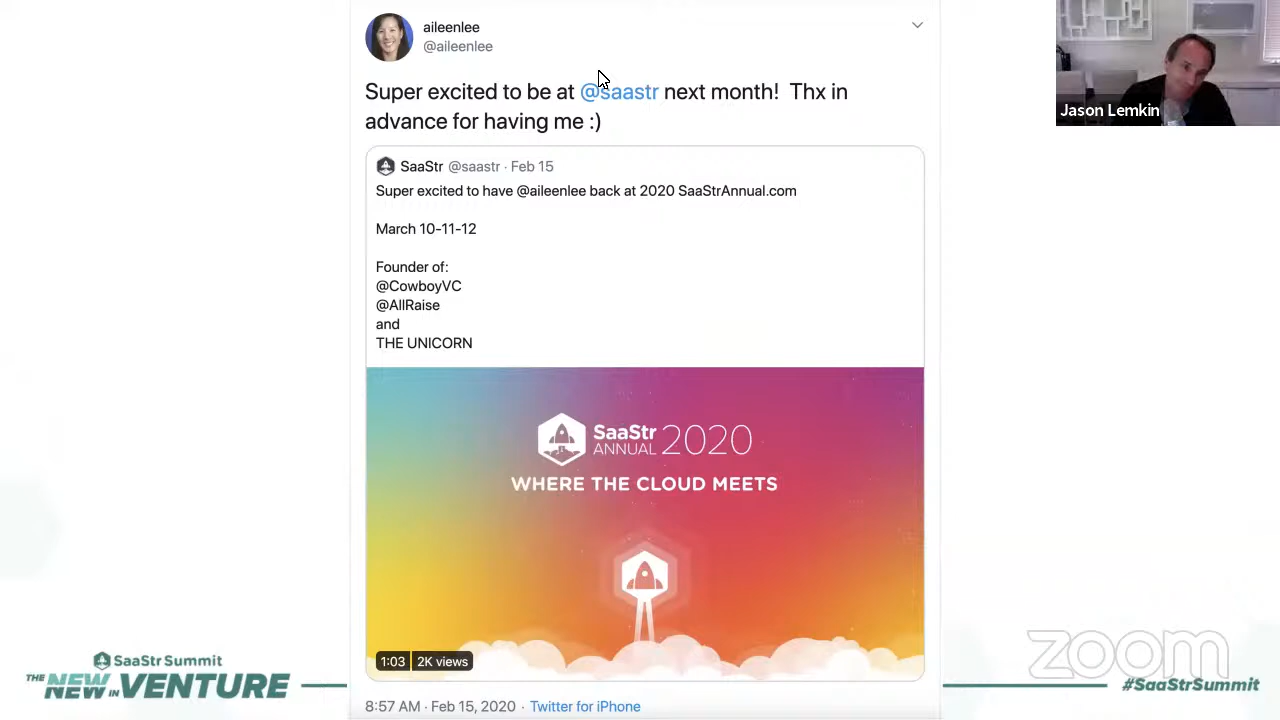 aileenlee
@aileenlee
Super excited to be at @saastr next month!  Thx in
advance for having me :)
SaaStr @saastr · Feb 15
Super excited to have @aileenlee back at 2020 SaaStrAnnual.com
March 10-11-12
Founder of:
@CowboyVC
@AllRaise
and
THE UNICORN
SaaStr
ANNUAL 2020
WHERE THE CLOUD MEETS
1:03 2K views
8:57 AM · Feb 15, 2020 · Twitter for iPhone
Jason Lemkin
SaaStr Summit
THE NEW IN VENTURE
zoom
#SaaStrSummit